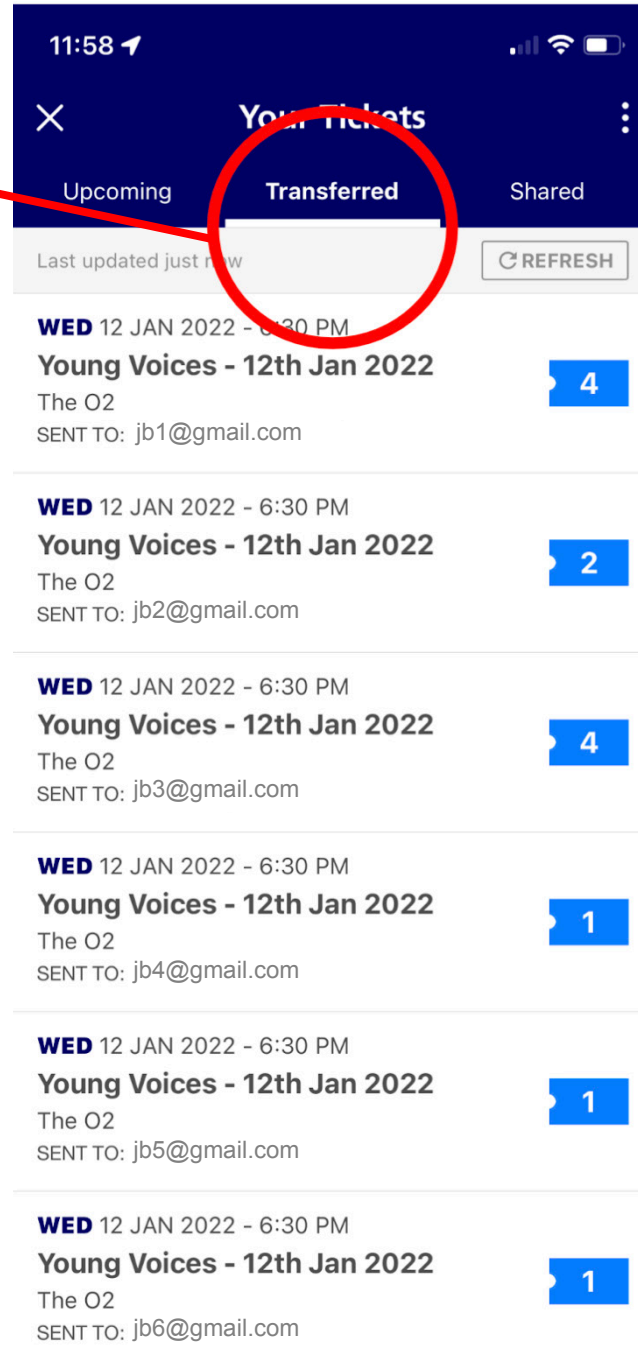 11:58
Your Tickets
Upcoming Transferred Shared
Last updated just now REFRESH
WED 12 JAN 2022 - 6:30 PM
Young Voices - 12th Jan 2022
4
The O2
SENT TO: jb1@gmail.com
WED 12 JAN 2022 - 6:30 PM
Young Voices - 12th Jan 2022
2
The O2
SENT TO: jb2@gmail.com
WED 12 JAN 2022 - 6:30 PM
Young Voices - 12th Jan 2022
4
The O2
SENT TO: jb3@gmail.com
WED 12 JAN 2022 - 6:30 PM
Young Voices - 12th Jan 2022
1
The O2
SENT TO: jb4@gmail.com
WED 12 JAN 2022 - 6:30 PM
Young Voices - 12th Jan 2022
1
The O2
SENT TO: jb5@gmail.com
WED 12 JAN 2022 - 6:30 PM
Young Voices - 12th Jan 2022
1
The O2
SENT TO: jb6@gmail.com